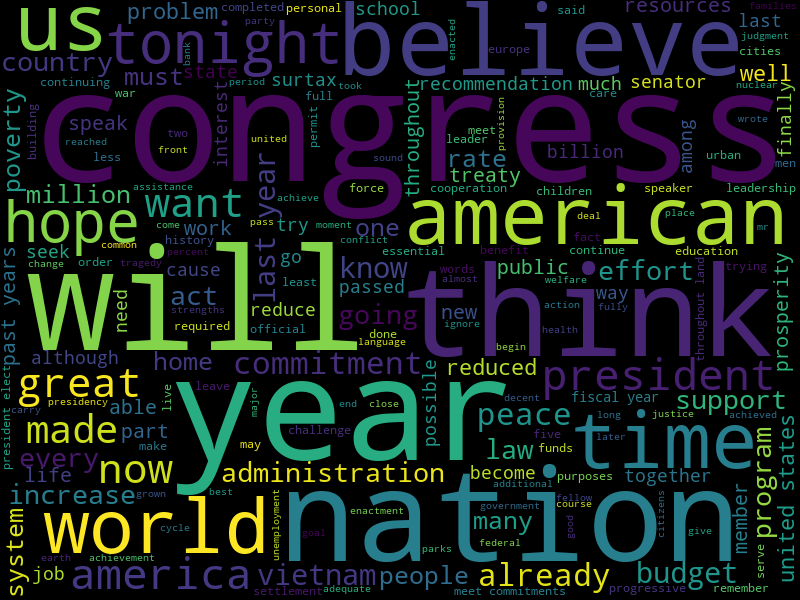 us
tonight
believe
problem
completed
personal
party
school
said
resources
last
enacted
families
judgment
country
continuing
bank
period
took
must
state
surtax
europe
recommendation
much
senator
cities
well
nuclear
congress
poverty
building
war
full
care
wrote
speak
interest
permit
throughout
provision
finally
reached
two
united
leader
meet
billion
among
urban
less
front
sound
rate
men
million
assistance
achieve
force
treaty
cooperation
children
speaker
leadership
hope
want
come
pass
moment
american
deal
place
mr
common
work
history
try
one
fact
seek
conflict
essential
benefit
continue
education
past years
change
order
tragedy
percent
cause
last year
go
know
words
public
effort
welfare
throughout land
trying
prosperity
will
think
need
act
strengths
least
passed
almost
action
way
reduce
going
new
ignore
health
fully
required
official
done
language
begin
although
home
commitment
possible
reduced
president
president elect
great
presidency
able
live
leave
year
decent
fiscal year
support
carry
make
major
end
close
peace
long
justice
achieved
made
part
may
challenge
law
five
funds
later
time
program
united states
every
now
administration
become
purposes
together
life
additional
member
increase
grown
best
unemployment
government
fellow
course
citizens
system
world
cycle
goal
enactment
many
nation
good
give
serve
federal
parks
earth
achievement
job
america
vietnam
people
already
budget
settlement
adequate
meet commitments
progressive
remember